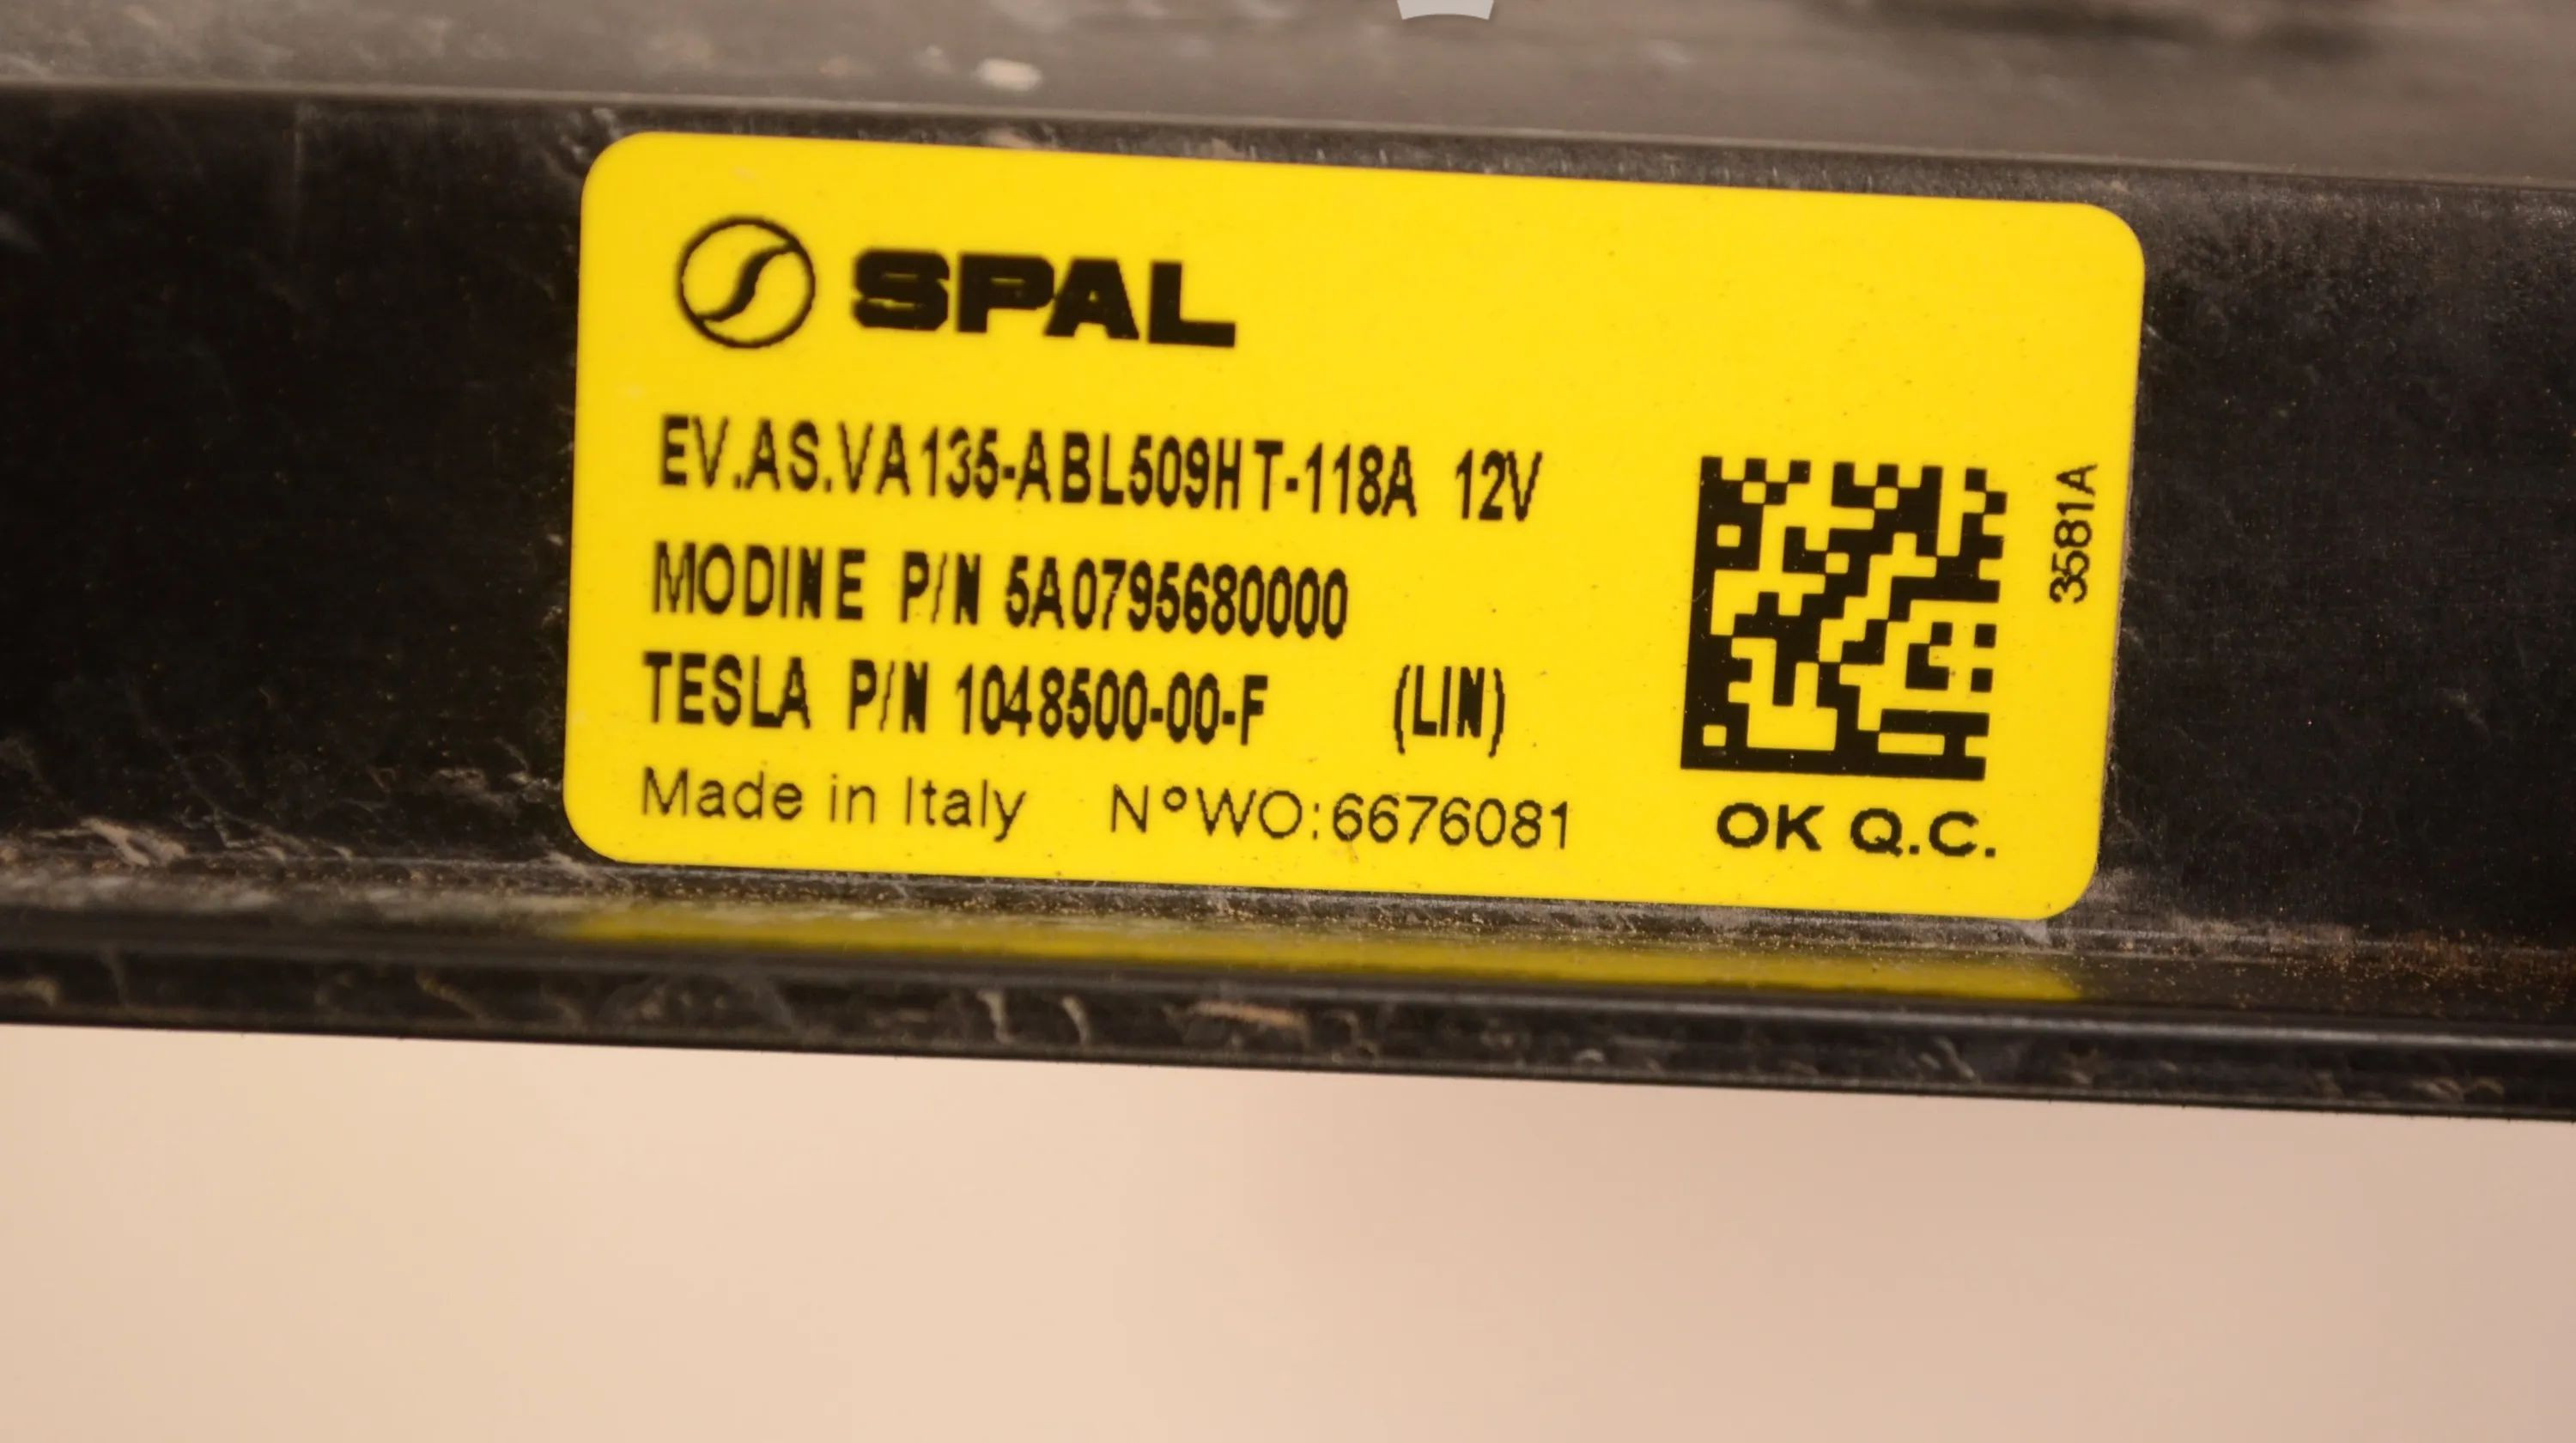 SPAL
EV.AS.VA135-ABL509HT-118A 12V
MODINE P/N 5A0795680000
TESLA P/N 1048500-00-F (LIN)
Made in Italy N°WO:6676081
3581A
OK Q.C.